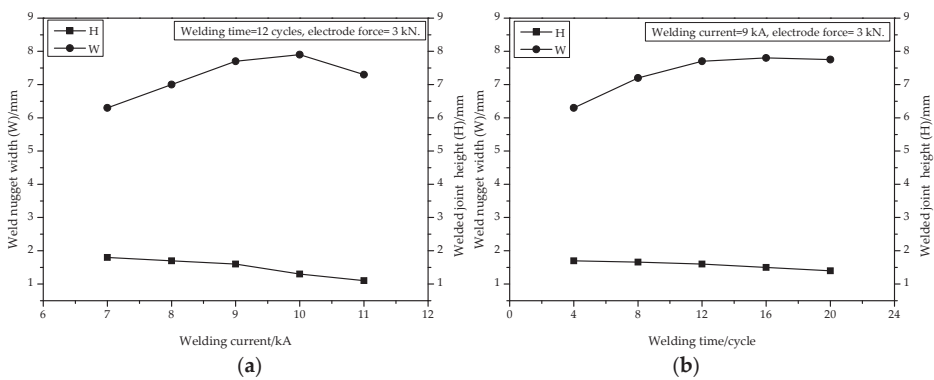 Welding time=12 cycles, electrode force= 3 kN.
H
W
Weld nugget width (W)/mm
9
8
7
6
5
4
3
2
1
9
8
7
6
5
4
3
2
1
Welded joint height (H)/mm
6 7 8 9 10 11 12
Welding current/kA
(a)
Welding current=9 kA, electrode force= 3 kN.
H
W
Weld nugget width (W)/mm
9
8
7
6
5
4
3
2
1
9
8
7
6
5
4
3
2
1
Welded joint height (H)/mm
0 4 8 12 16 20 24
Welding time/cycle
(b)